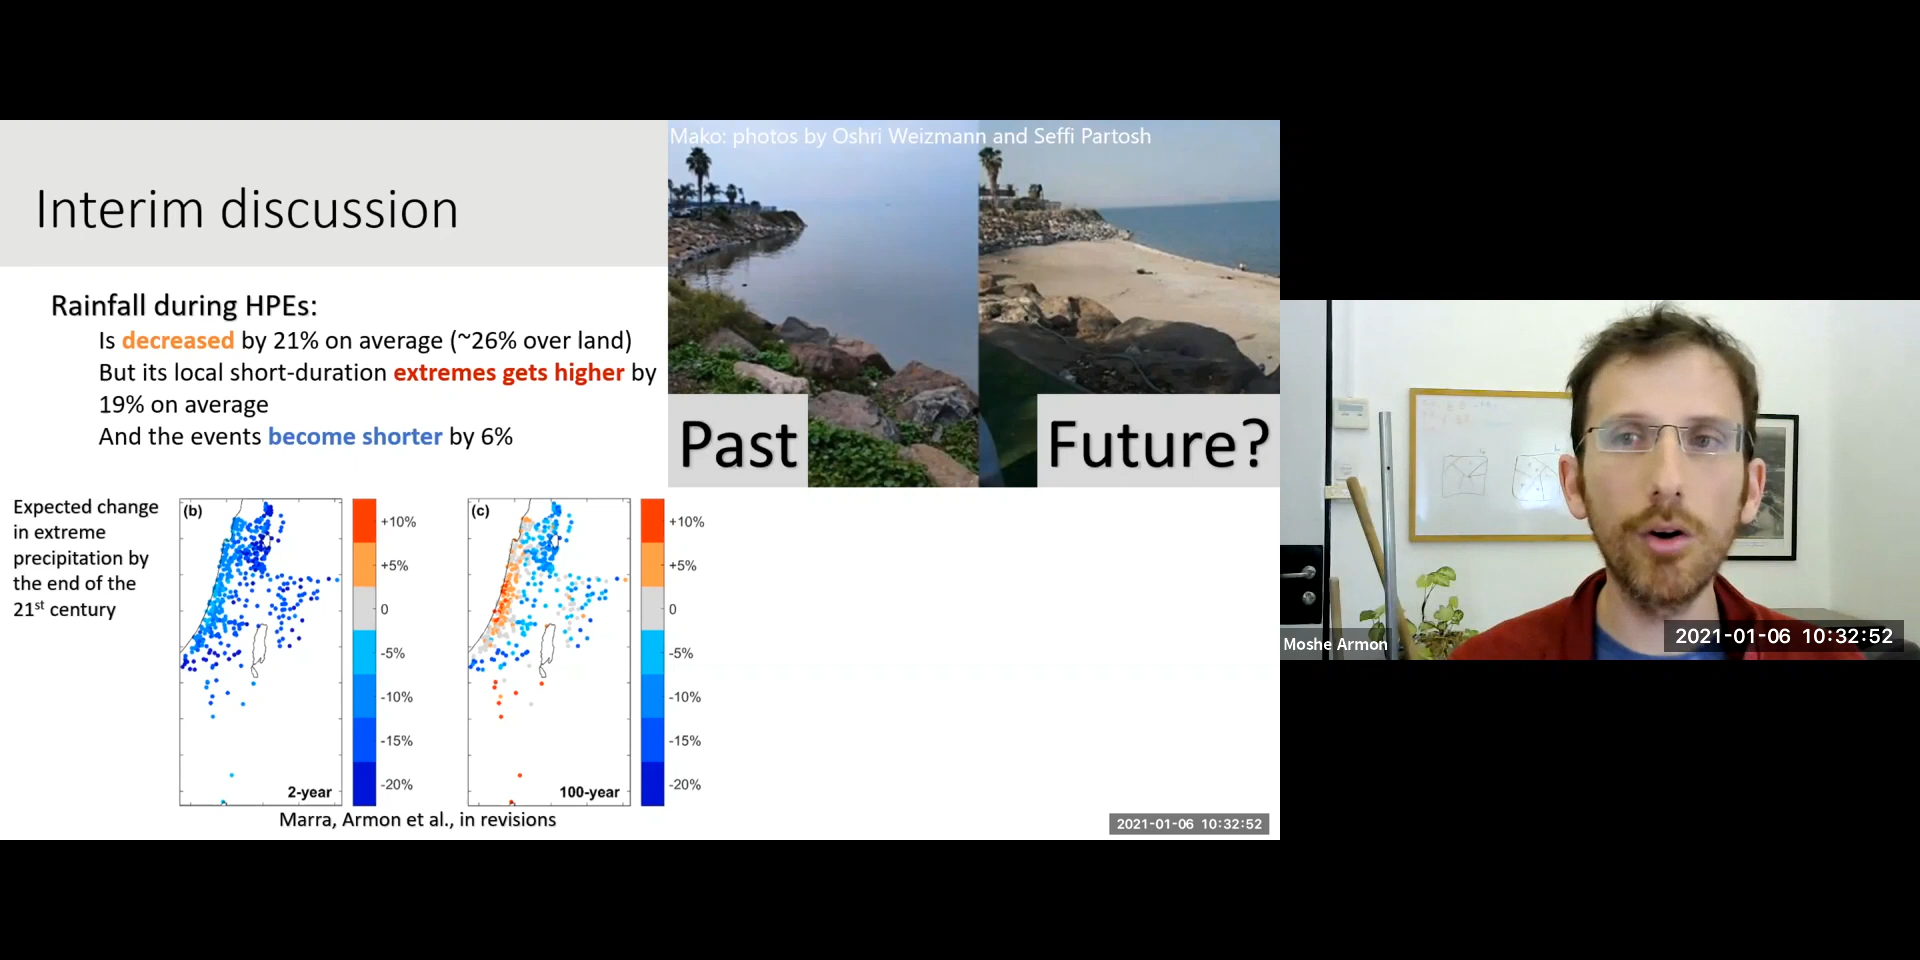 Mako: photos by Oshri Weizmann and Seffi Partosh
Interim discussion
Rainfall during HPEs:
Is decreased by 21% on average (~26% over land)
But its local short-duration extremes gets higher by
19% on average
And the events become shorter by 6%
Past
Future?
Expected change
in extreme
precipitation by
the end of the
21st century
(b)
+10%
+5%
0
-5%
-10%
-15%
-20%
2-year
(c)
+10%
+5%
0
-5%
-10%
-15%
-20%
100-year
Marra, Armon et al., in revisions
2021-01-06 10:32:52
Moshe Armon
2021-01-06 10:32:52